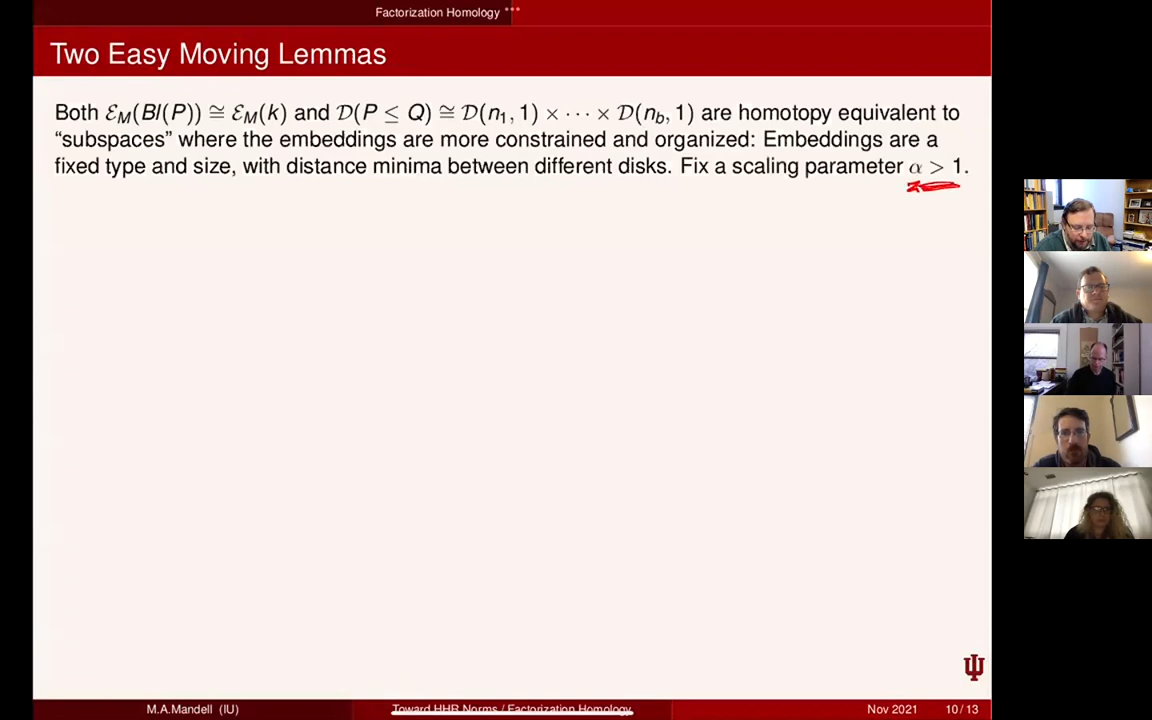 Factorization Homology
Two Easy Moving Lemmas
Both ℰ_M(Bl(P)) ≅ ℰ_M(k) and 𝒟(P ≤ Q) ≅ 𝒟(n₁, 1) × ⋯ × 𝒟(n_b, 1) are homotopy equivalent to
“subspaces” where the embeddings are more constrained and organized: Embeddings are a
fixed type and size, with distance minima between different disks. Fix a scaling parameter α > 1.
M.A.Mandell (IU) Toward HHR Norms / Factorization Homology Nov 2021 10 / 13